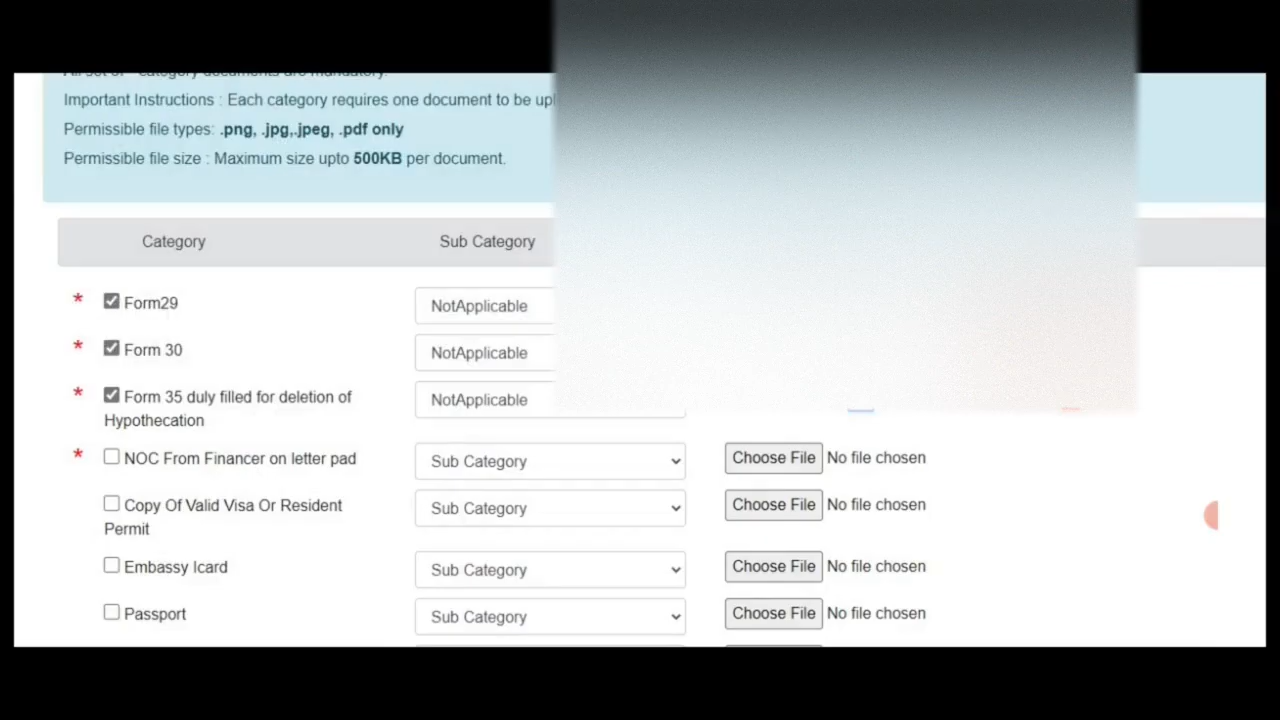 Important Instructions : Each category requires one document to be
Permissible file types: .png, .jpg,.jpeg, .pdf only
Permissible file size : Maximum size upto 500KB per document.
Category Sub Category
* Form29 NotApplicable
* Form 30 NotApplicable
* Form 35 duly filled for deletion of NotApplicable
Hypothecation
* NOC From Financer on letter pad Sub Category Choose File No file chosen
Copy Of Valid Visa Or Resident Sub Category Choose File No file chosen
Permit
Embassy Icard Sub Category Choose File No file chosen
Passport Sub Category Choose File No file chosen